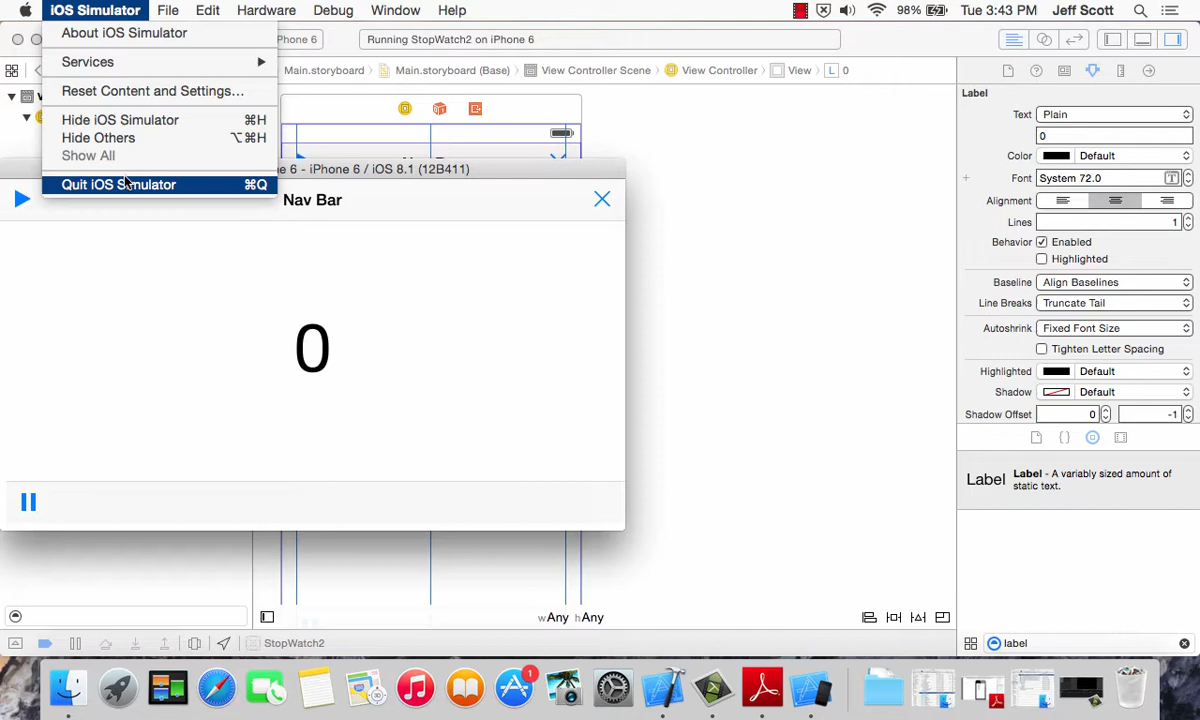 iOS Simulator File Edit Hardware Debug Window Help 98% Tue 3:43 PM Jeff Scott
About iOS Simulator
Services
Reset Content and Settings…
Hide iOS Simulator ⌘H
Hide Others ⌥⌘H
Show All
Quit iOS Simulator ⌘Q
Phone 6
Running StopWatch2 on iPhone 6
Main.storyboard Main.storyboard (Base) View Controller Scene View Controller View L 0
e 6 - iPhone 6 / iOS 8.1 (12B411)
Nav Bar
0
Label
Text Plain
0
Color Default
Font System 72.0 T
Alignment
Lines 1
Behavior Enabled
Highlighted
Baseline Align Baselines
Line Breaks Truncate Tail
Autoshrink Fixed Font Size
Tighten Letter Spacing
Highlighted Default
Shadow Default
Shadow Offset 0 -1
Label Label - A variably sized amount of
static text.
wAny hAny
StopWatch2
label
1